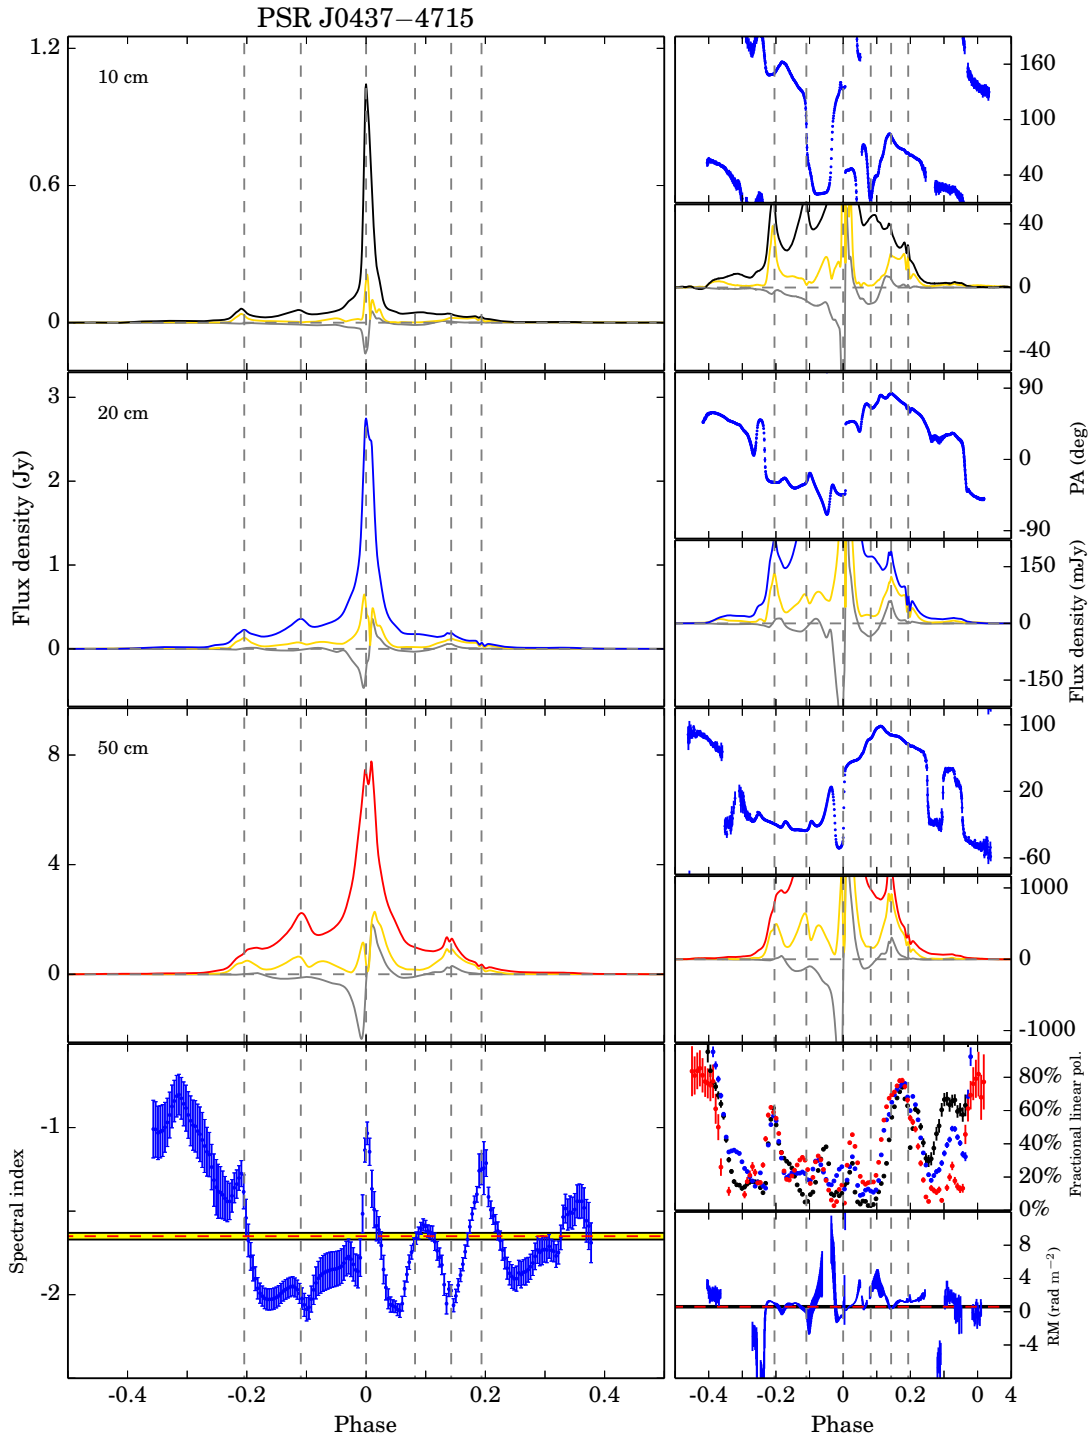 PSR J0437−4715
10 cm
1.2
0.6
0
160
100
40
40
0
-40
20 cm
3
2
1
0
90
0
-90
PA (deg)
150
0
-150
Flux density (mJy)
Flux density (Jy)
50 cm
8
4
0
100
20
-60
1000
0
-1000
-1
-2
Spectral index
80%
60%
40%
20%
0%
Fractional linear pol.
8
4
0
-4
RM (rad m−2)
-0.4 -0.2 0 0.2 0.4
Phase
-0.4 -0.2 0 0.2 0 4
Phase